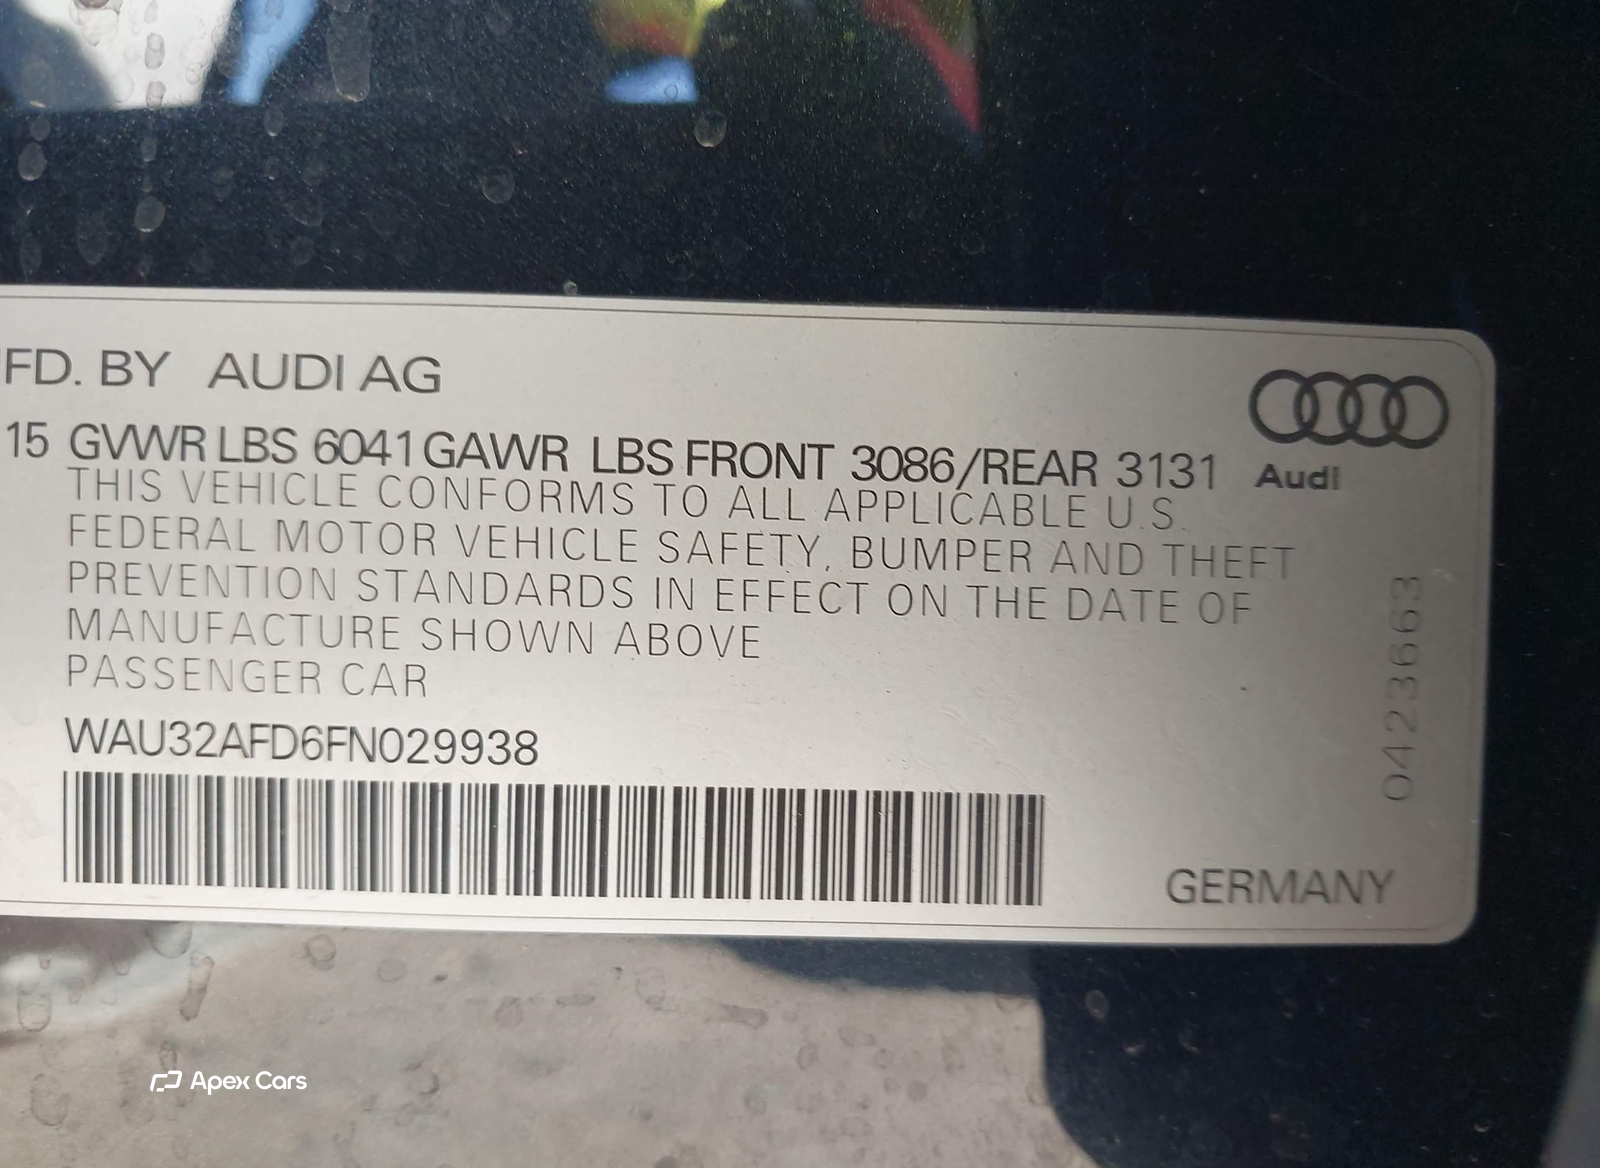 FD. BY AUDI AG
15 GVWR LBS 6041 GAWR LBS FRONT 3086/REAR 3131
Audi
THIS VEHICLE CONFORMS TO ALL APPLICABLE U.S.
FEDERAL MOTOR VEHICLE SAFETY, BUMPER AND THEFT
PREVENTION STANDARDS IN EFFECT ON THE DATE OF
MANUFACTURE SHOWN ABOVE
PASSENGER CAR
WAU32AFD6FN029938
0423663
GERMANY
Apex Cars